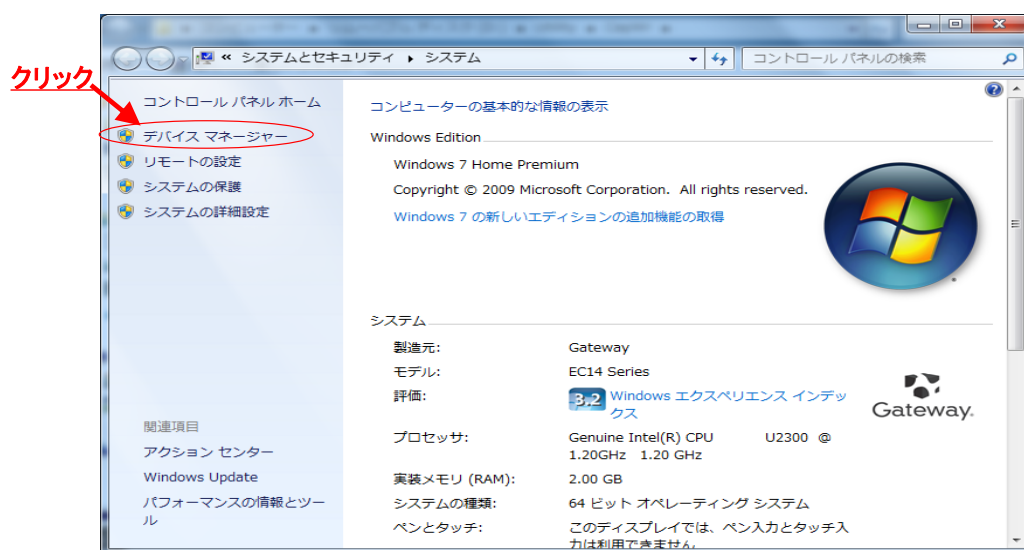 « システムとセキュリティ ▸ システム
コントロール パネルの検索
クリック
コントロール パネル ホーム
デバイス マネージャー
リモートの設定
システムの保護
システムの詳細設定
関連項目
アクション センター
Windows Update
パフォーマンスの情報とツー
ル
コンピューターの基本的な情報の表示
Windows Edition
Windows 7 Home Premium
Copyright © 2009 Microsoft Corporation. All rights reserved.
Windows 7 の新しいエディションの追加機能の取得
システム
製造元: Gateway
モデル: EC14 Series
評価: 3.2 Windows エクスペリエンス インデッ
クス
Gateway.
プロセッサ: Genuine Intel(R) CPU U2300 @
1.20GHz 1.20 GHz
実装メモリ (RAM): 2.00 GB
システムの種類: 64 ビット オペレーティング システム
ペンとタッチ: このディスプレイでは、ペン入力とタッチ入
力は利用できません